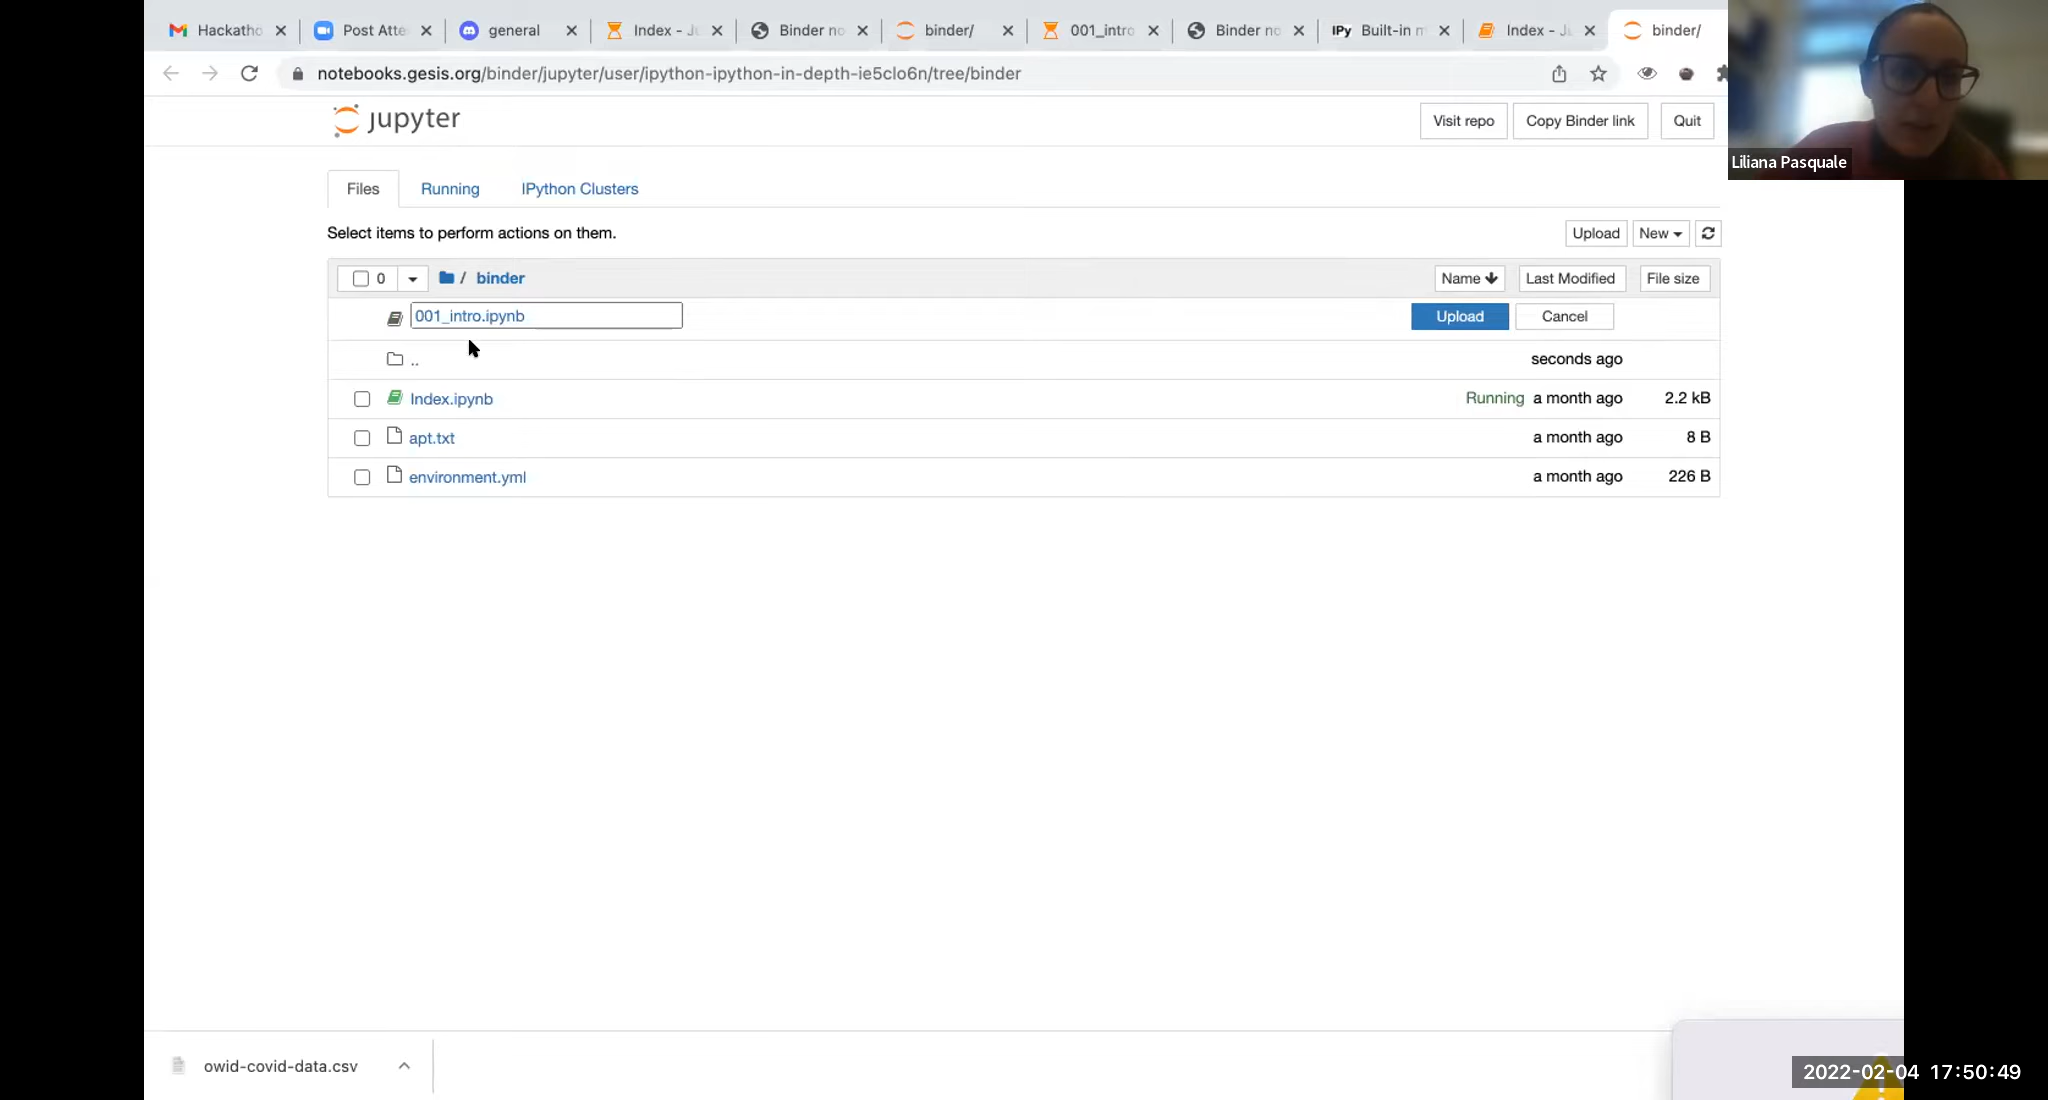 Hackatho
Post Atte
general
Index - Ju
Binder no
binder/
001_intro
Binder no
IPy Built-in m
Index - Ju
binder/
notebooks.gesis.org/binder/jupyter/user/ipython-ipython-in-depth-ie5clo6n/tree/binder
jupyter
Visit repo
Copy Binder link
Quit
Liliana Pasquale
Files
Running
IPython Clusters
Select items to perform actions on them.
Upload
New
0
/ binder
Name
Last Modified
File size
001_intro.ipynb
Upload
Cancel
..
seconds ago
Index.ipynb
Running a month ago
2.2 kB
apt.txt
a month ago
8 B
environment.yml
a month ago
226 B
owid-covid-data.csv
2022-02-04 17:50:49